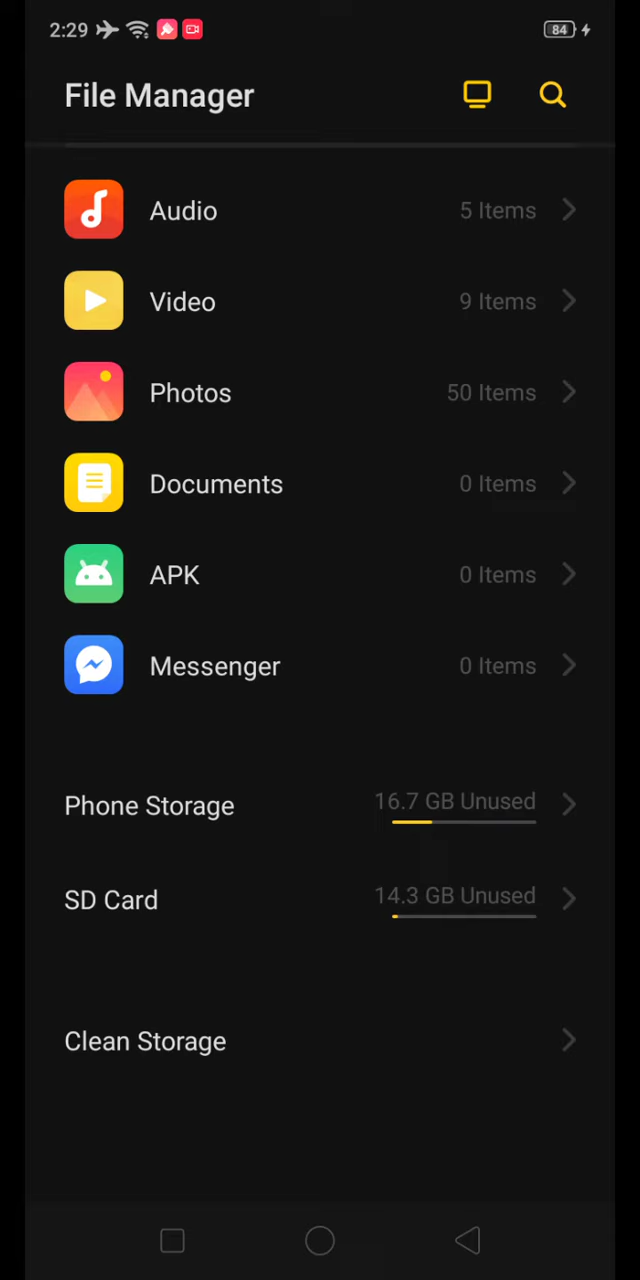 2:29
84
File Manager
Audio 5 Items
Video 9 Items
Photos 50 Items
Documents 0 Items
APK 0 Items
Messenger 0 Items
Phone Storage 16.7 GB Unused
SD Card 14.3 GB Unused
Clean Storage